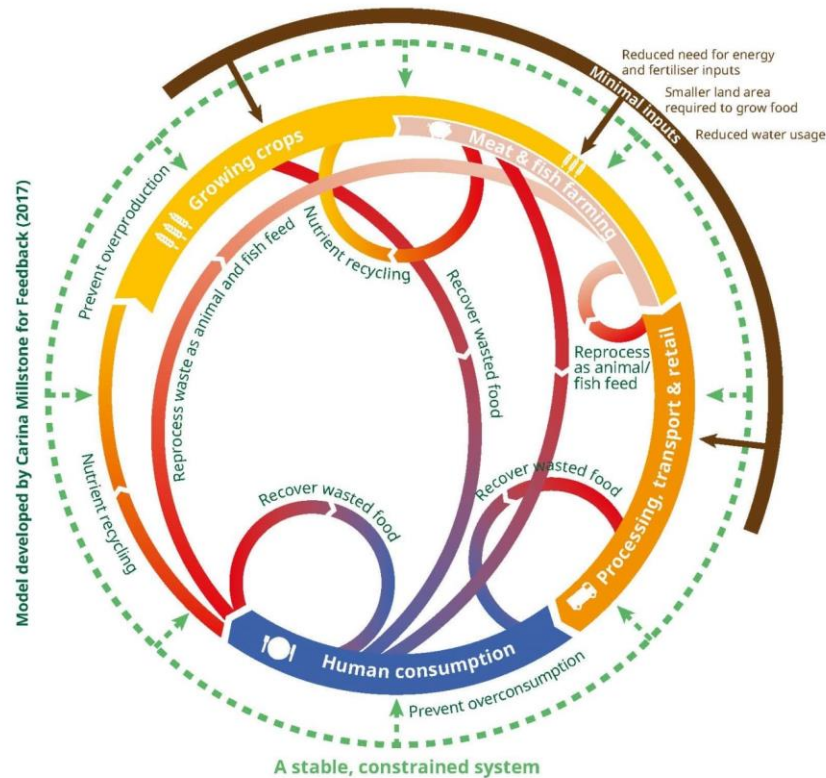 Reduced need for energy
and fertiliser inputs
Smaller land area
required to grow food
Reduced water usage
Minimal inputs
Growing crops
Meat & fish farming
Prevent overproduction
Nutrient recycling
Reprocess waste as animal and fish feed
Recover wasted food
Reprocess
as animal/
fish feed
Processing, transport & retail
Nutrient recycling
Recover wasted food
Recover wasted food
Human consumption
Prevent overconsumption
A stable, constrained system
Model developed by Carina Millstone for Feedback (2017)